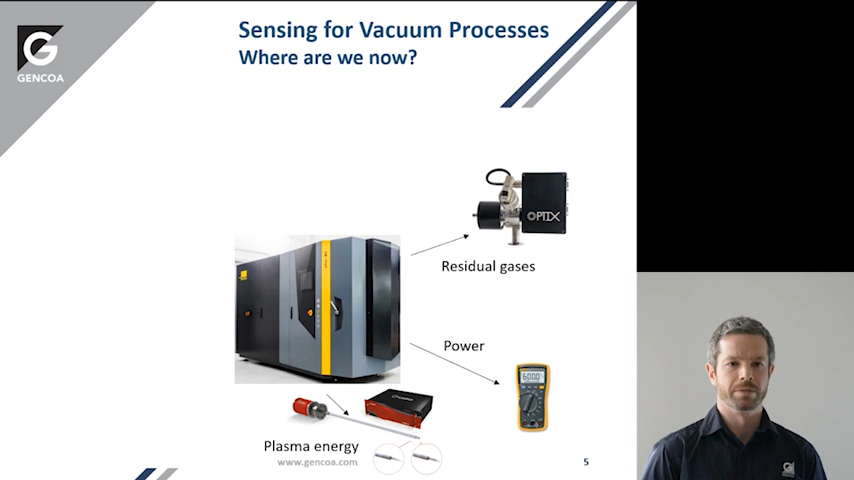 GENCOA
Sensing for Vacuum Processes
Where are we now?
OPTIX
Residual gases
Power
6000
Plasma energy
www.gencoa.com
5